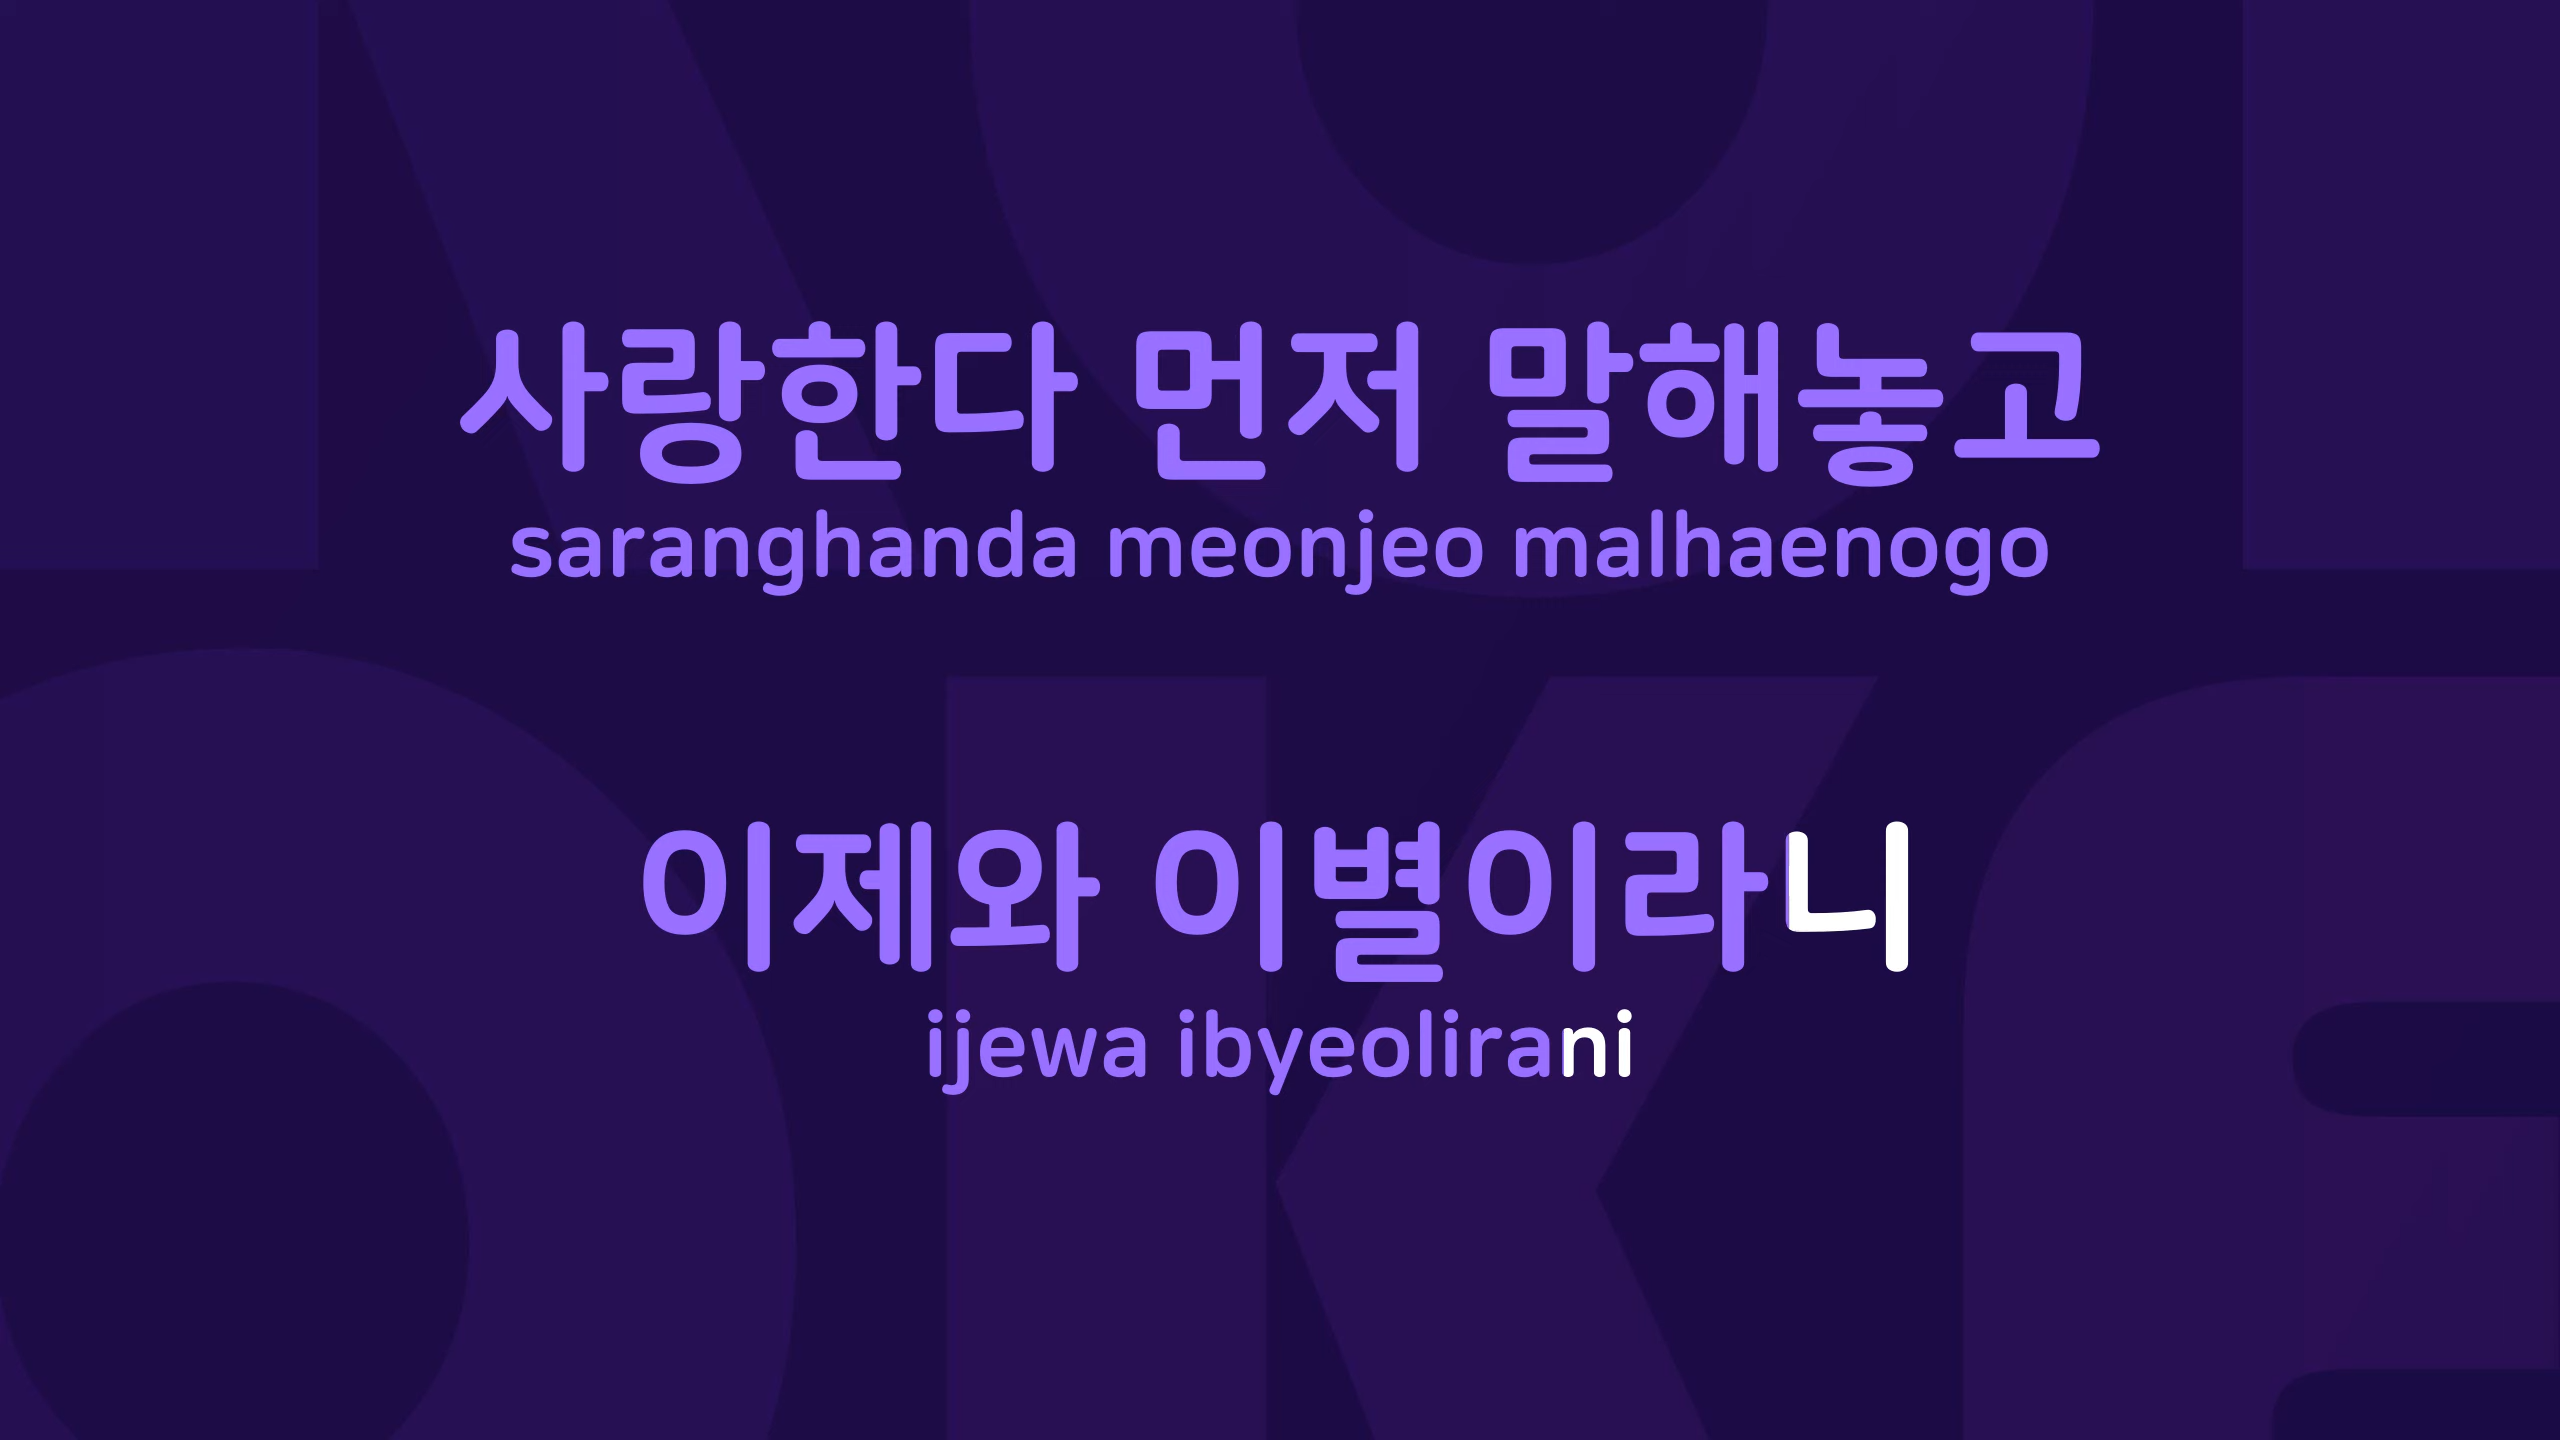 사랑한다 먼저 말해놓고
saranghanda meonjeo malhaenogo
이제와 이별이라니
ijewa ibyeolirani